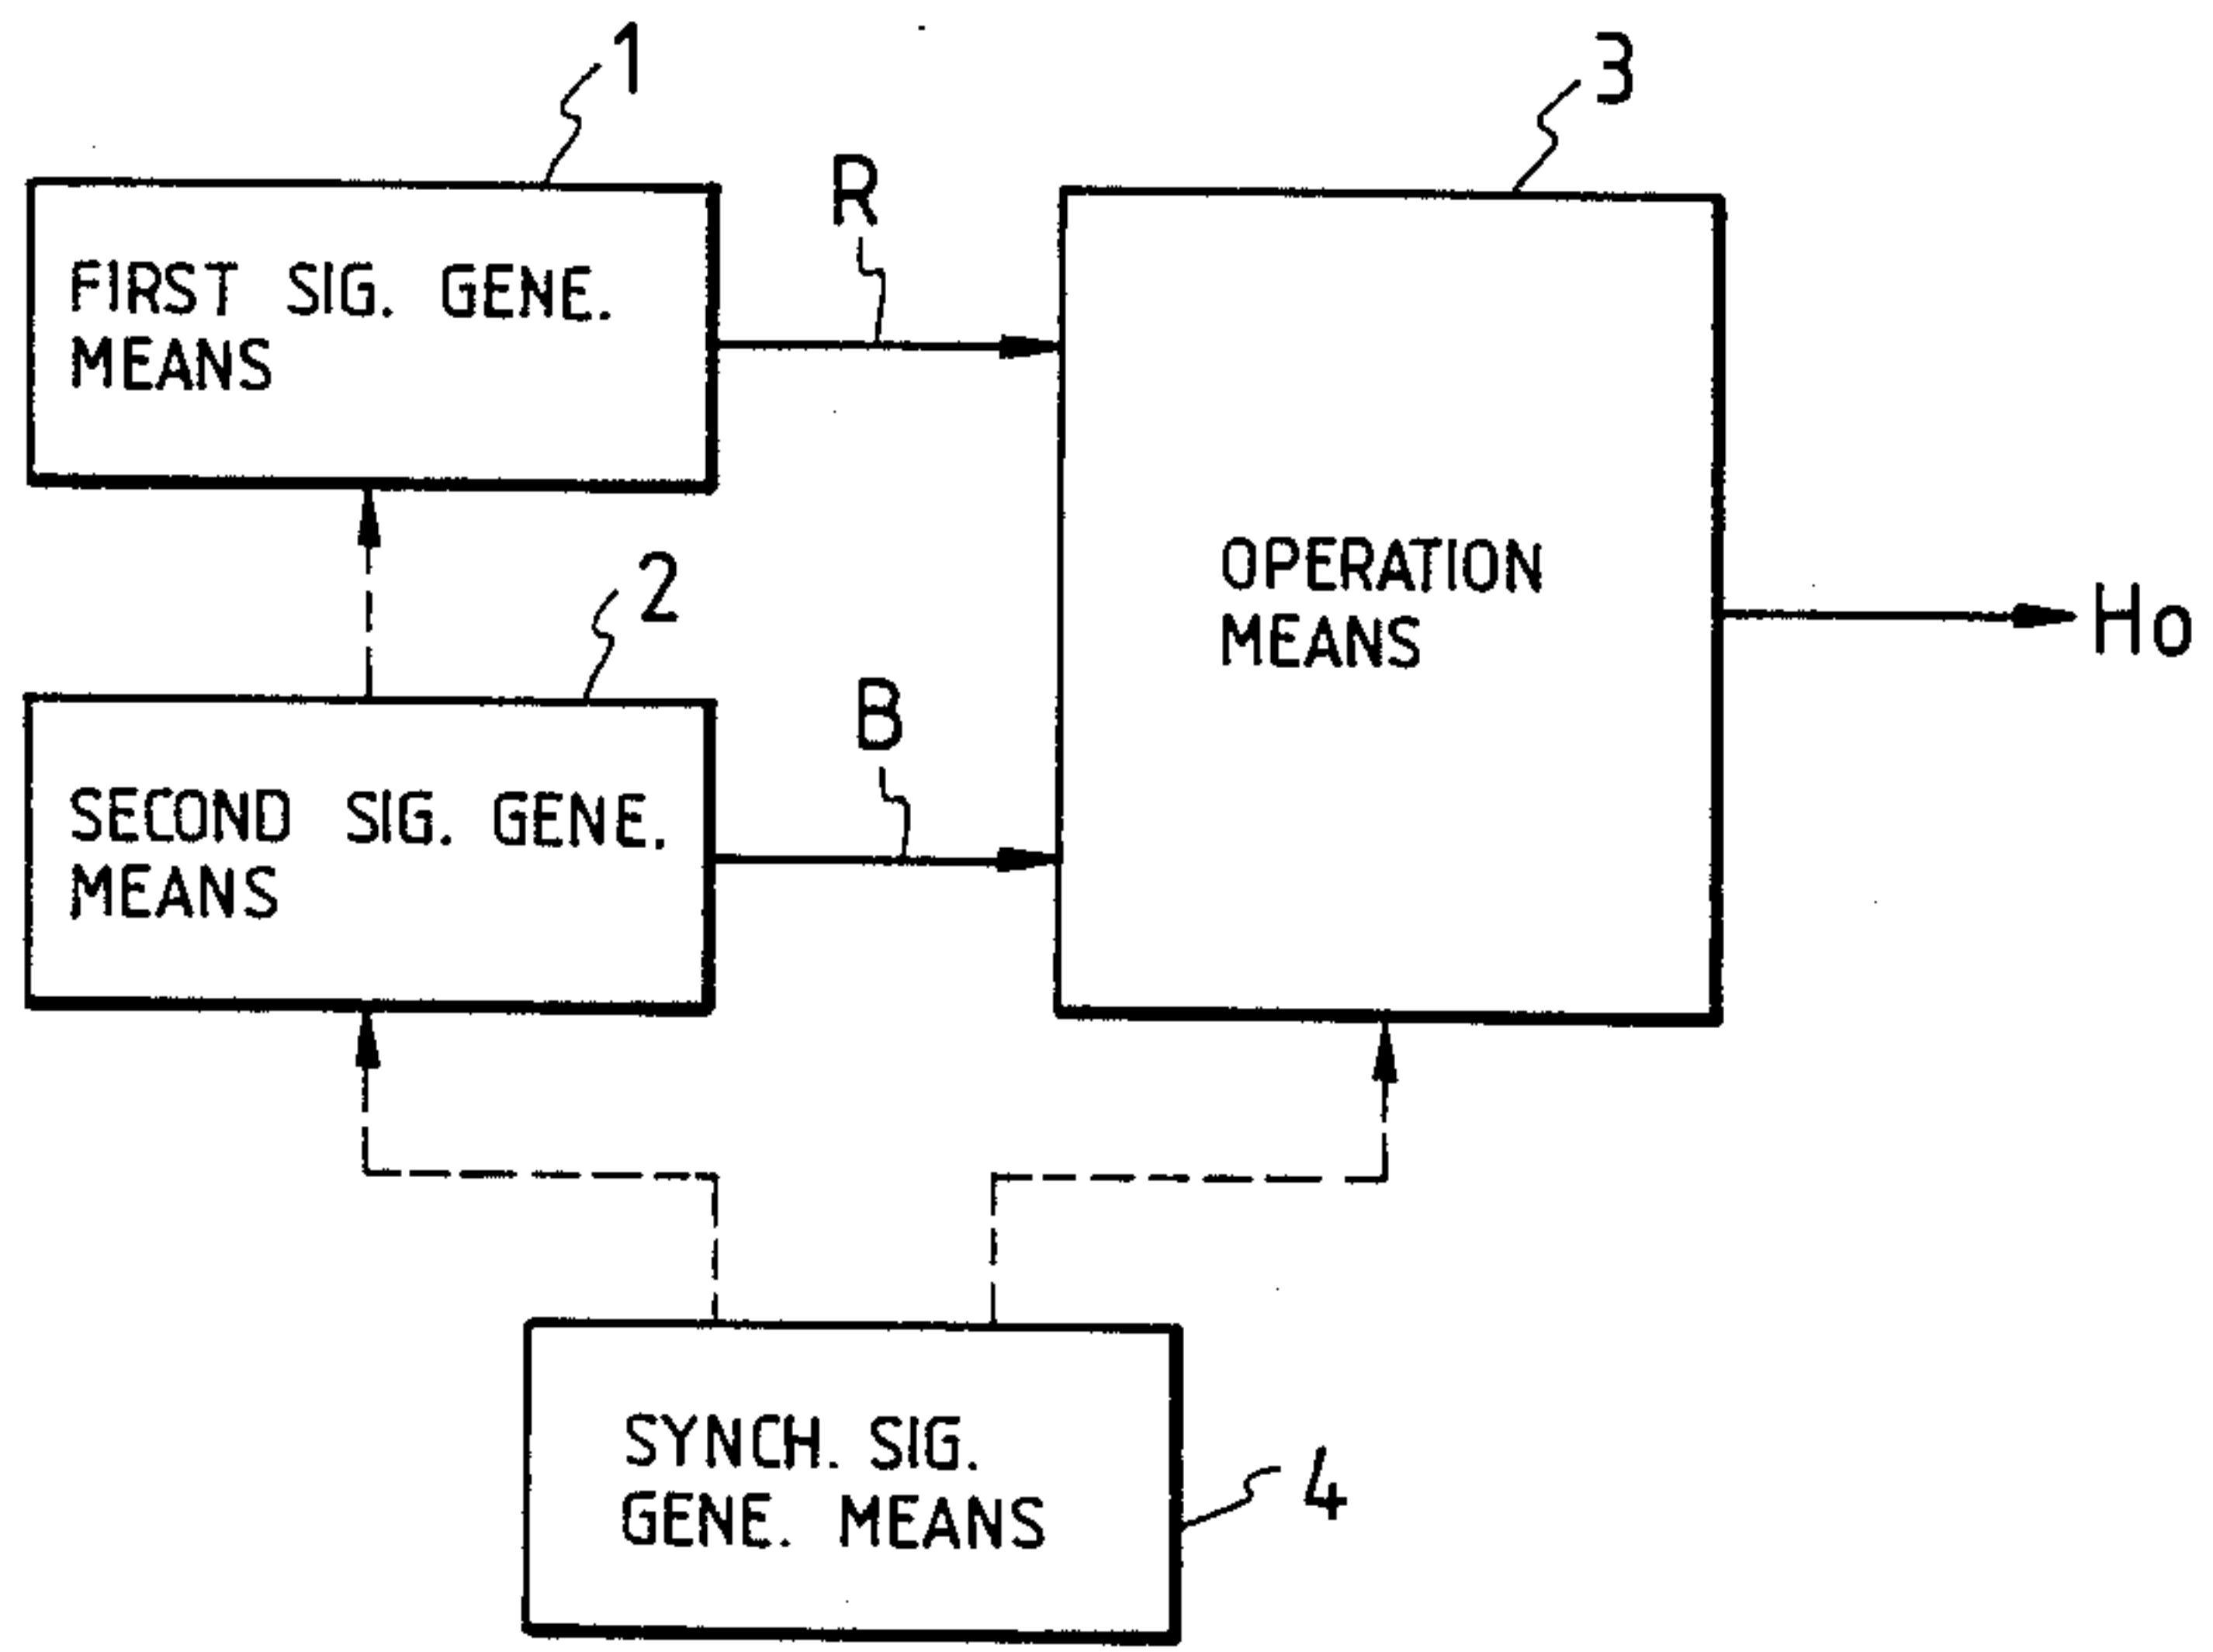 1
3
R
FIRST SIG. GENE.
MEANS
2
OPERATION
MEANS
Ho
B
SECOND SIG. GENE.
MEANS
SYNCH. SIG.
GENE. MEANS
4